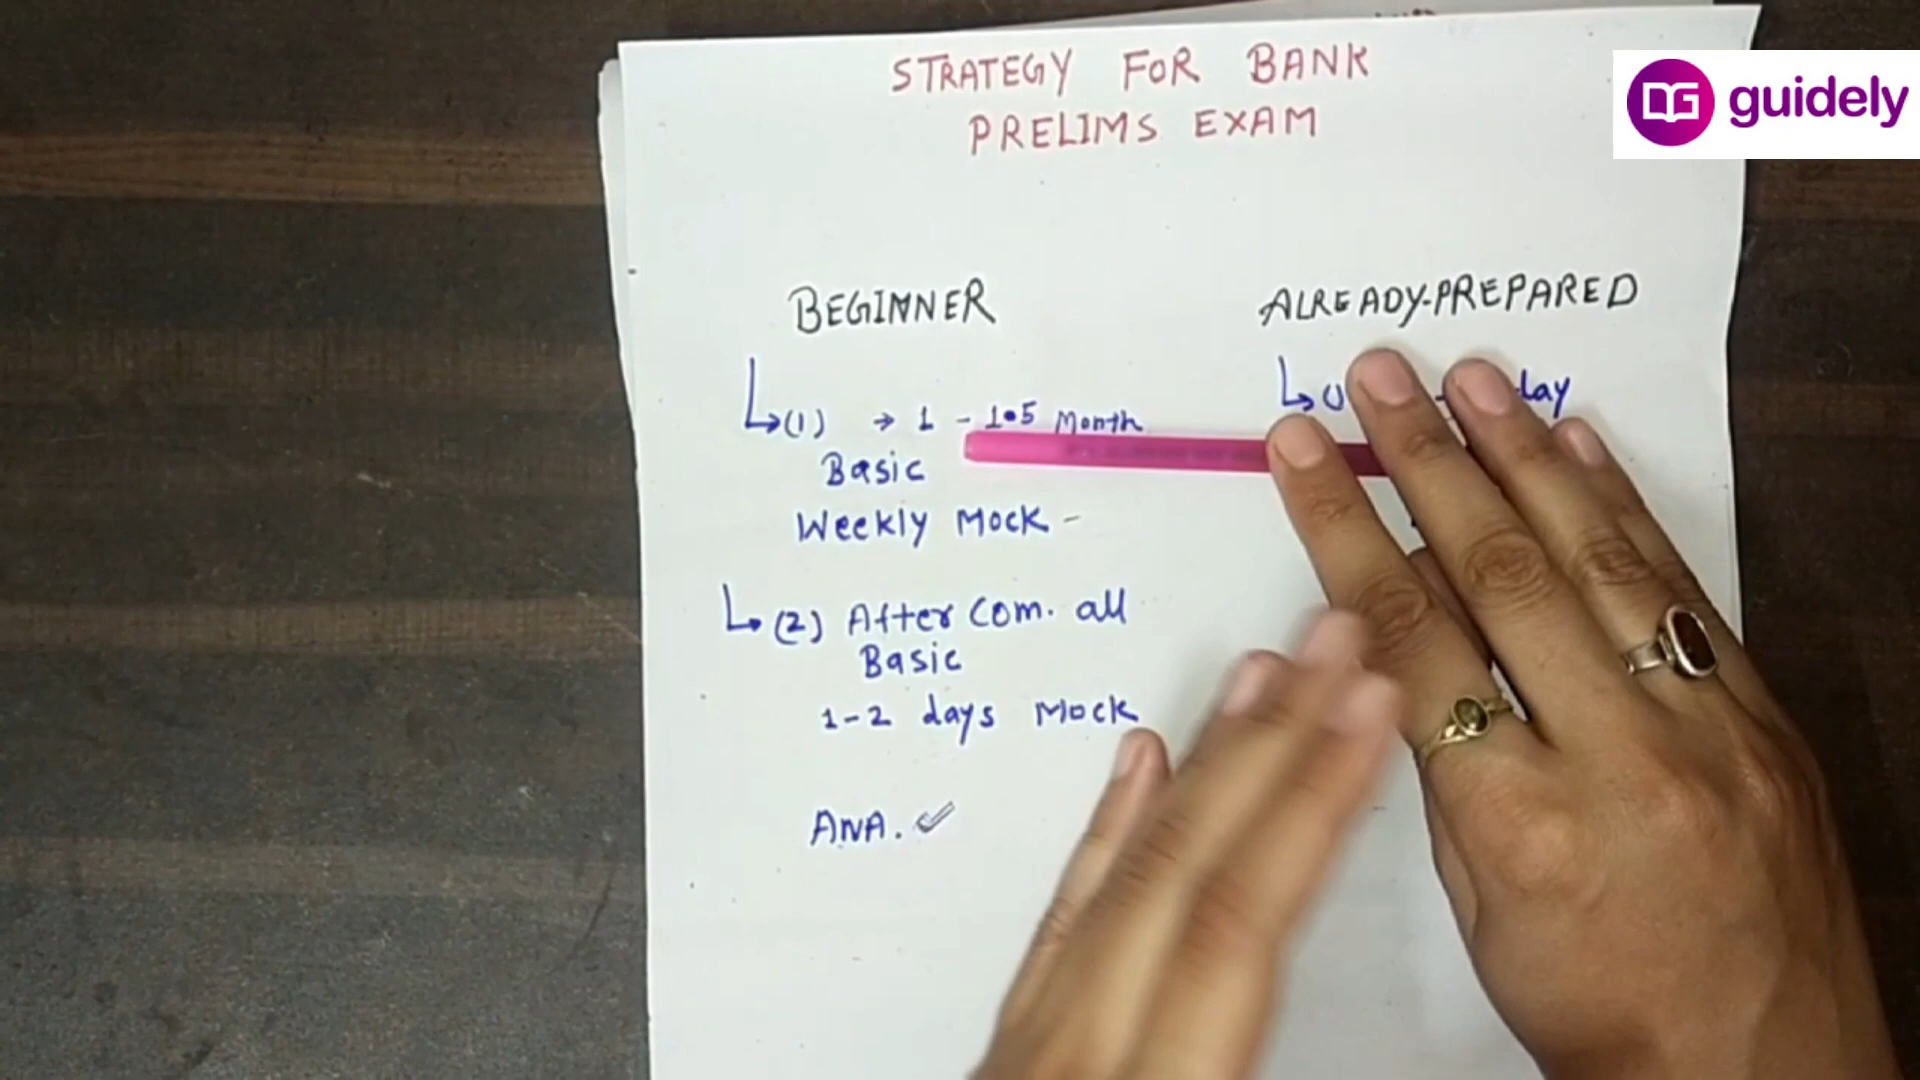 STRATEGY FOR BANK
PRELIMS EXAM
guidely
BEGINNER
↳(1) → 1 - 1.5 Month
Basic
Weekly Mock -
↳(2) After Com. all
Basic
1-2 days Mock
ANA. ✓
ALREADY-PREPARED
day